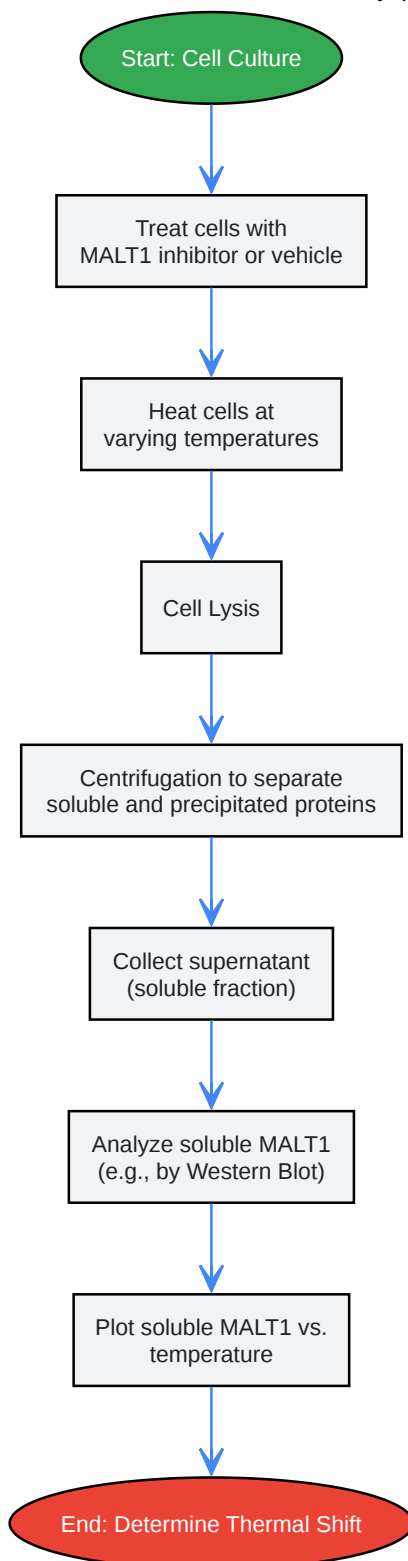 Start: Cell Culture
Treat cells with
MALT1 inhibitor or vehicle
Heat cells at
varying temperatures
Cell Lysis
Centrifugation to separate
soluble and precipitated proteins
Collect supernatant
(soluble fraction)
Analyze soluble MALT1
(e.g., by Western Blot)
Plot soluble MALT1 vs.
temperature
End: Determine Thermal Shift